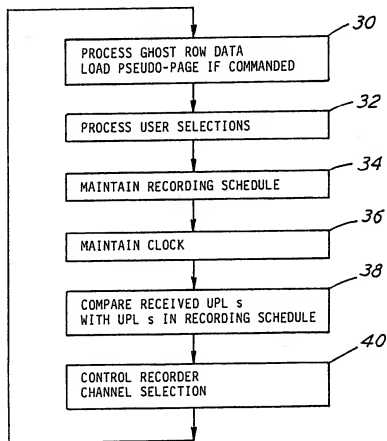 30
PROCESS GHOST ROW DATA
LOAD PSEUDO-PAGE IF COMMANDED
32
PROCESS USER SELECTIONS
34
MAINTAIN RECORDING SCHEDULE
36
MAINTAIN CLOCK
38
COMPARE RECEIVED UPL s
WITH UPL s IN RECORDING SCHEDULE
40
CONTROL RECORDER
CHANNEL SELECTION